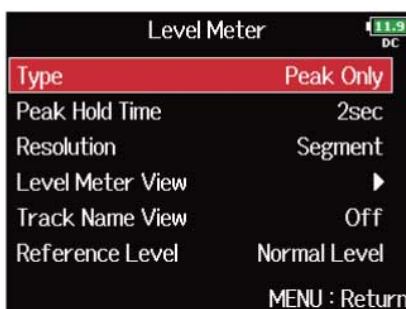 Level Meter
11.9
DC
Type Peak Only
Peak Hold Time 2sec
Resolution Segment
Level Meter View
Track Name View Off
Reference Level Normal Level
MENU : Return